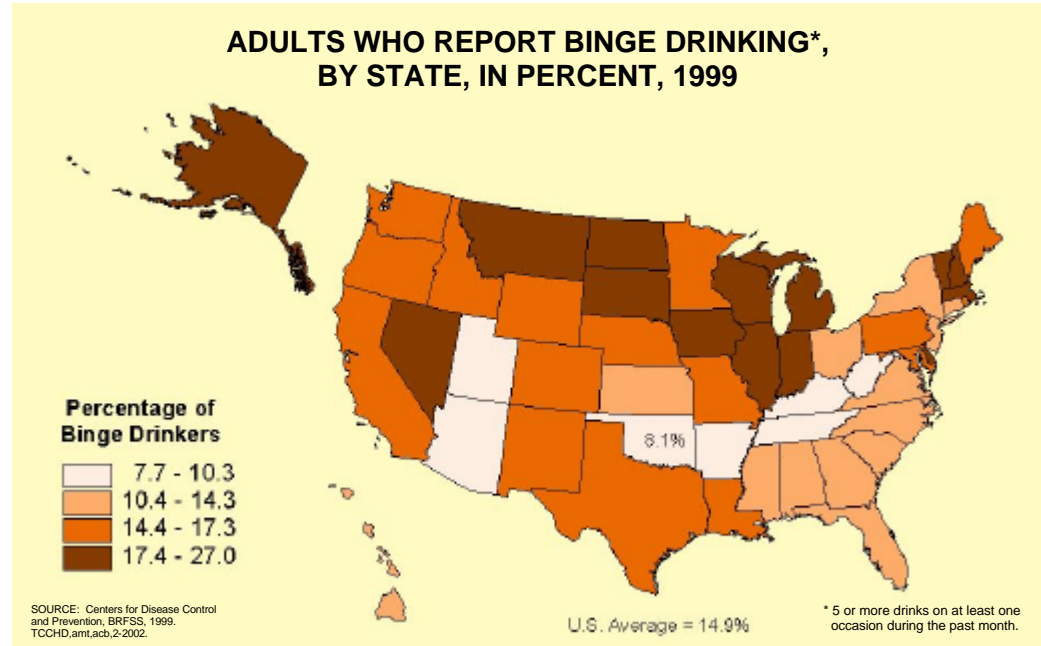 ADULTS WHO REPORT BINGE DRINKING*,
BY STATE, IN PERCENT, 1999
8.1%
Percentage of
Binge Drinkers
7.7 - 10.3
10.4 - 14.3
14.4 - 17.3
17.4 - 27.0
SOURCE: Centers for Disease Control
and Prevention, BRFSS, 1999.
TCCHD,amt,acb,2-2002.
U.S. Average = 14.9%
* 5 or more drinks on at least one
occasion during the past month.